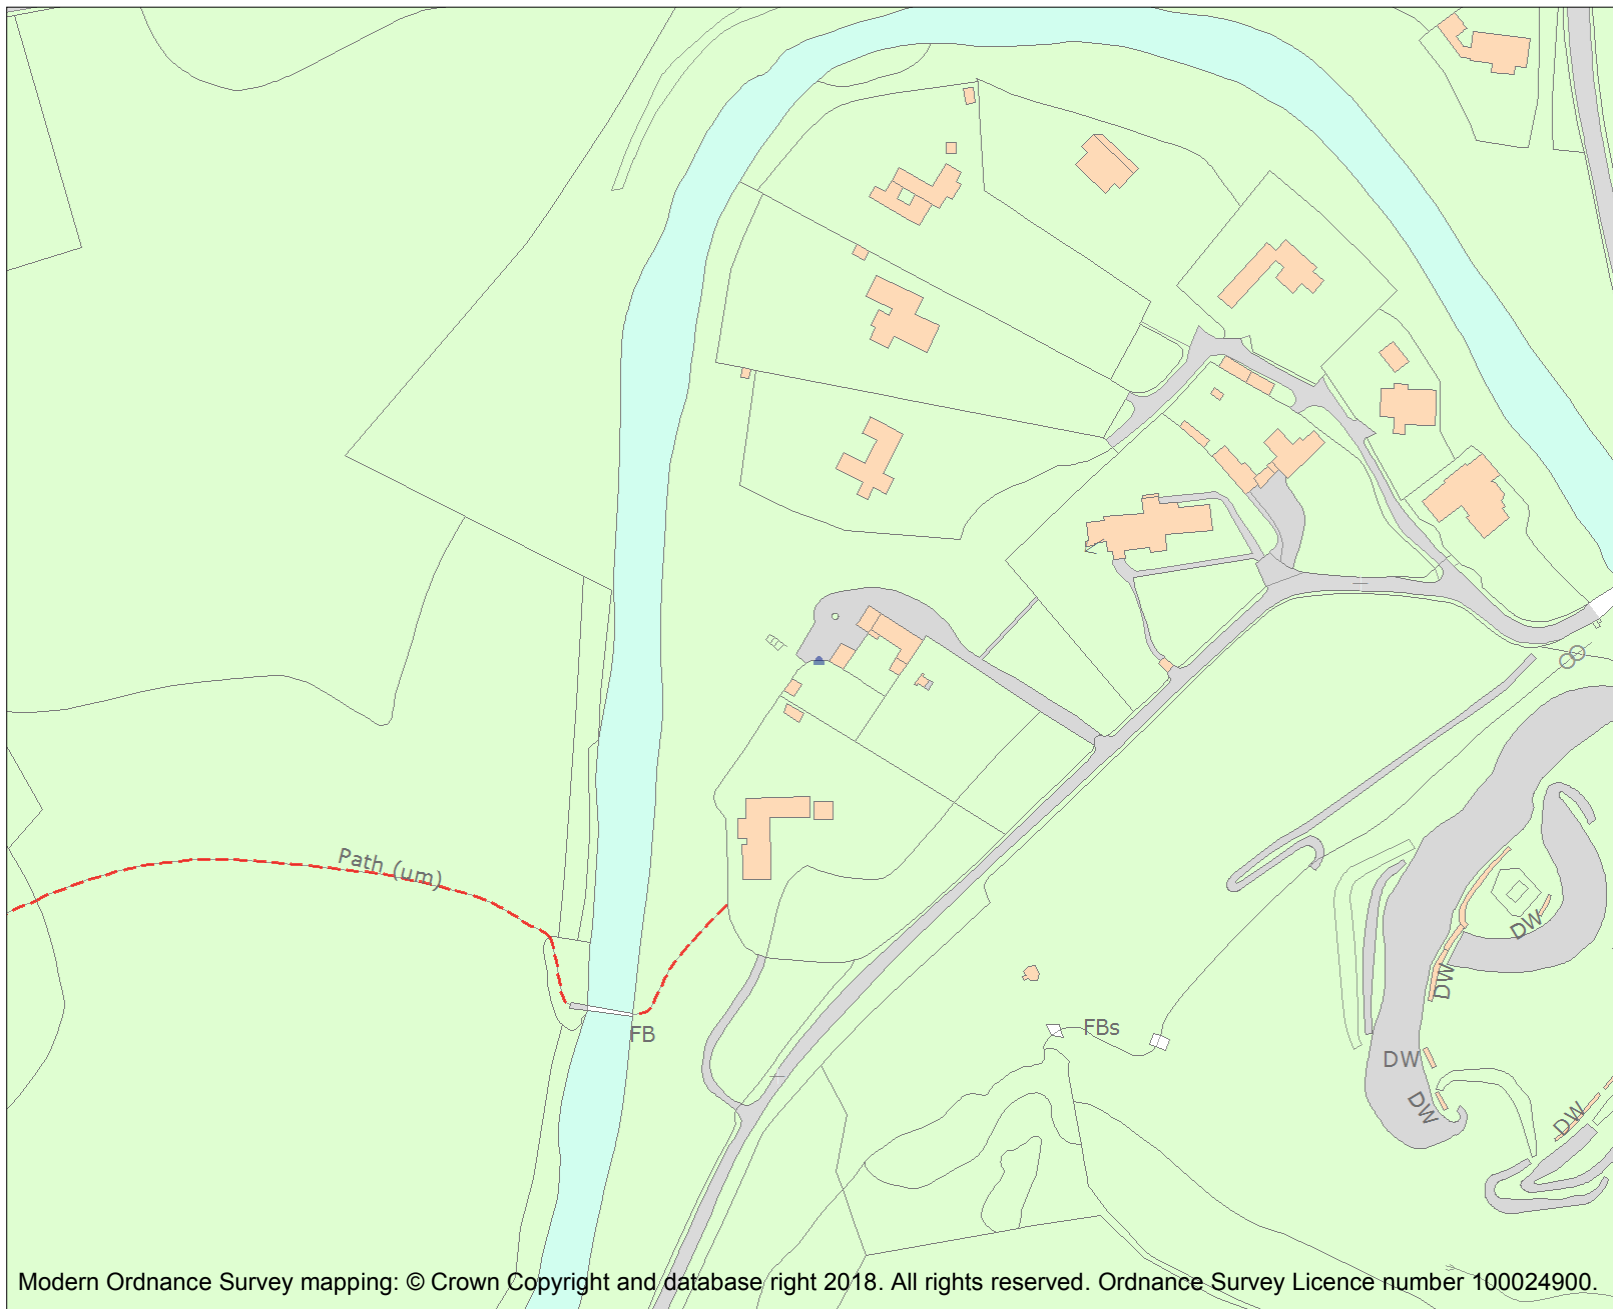 Path (um)
DW
DW
FBs
FB
DW
DW
DW
Modern Ordnance Survey mapping: © Crown Copyright and database right 2018. All rights reserved. Ordnance Survey Licence number 100024900.